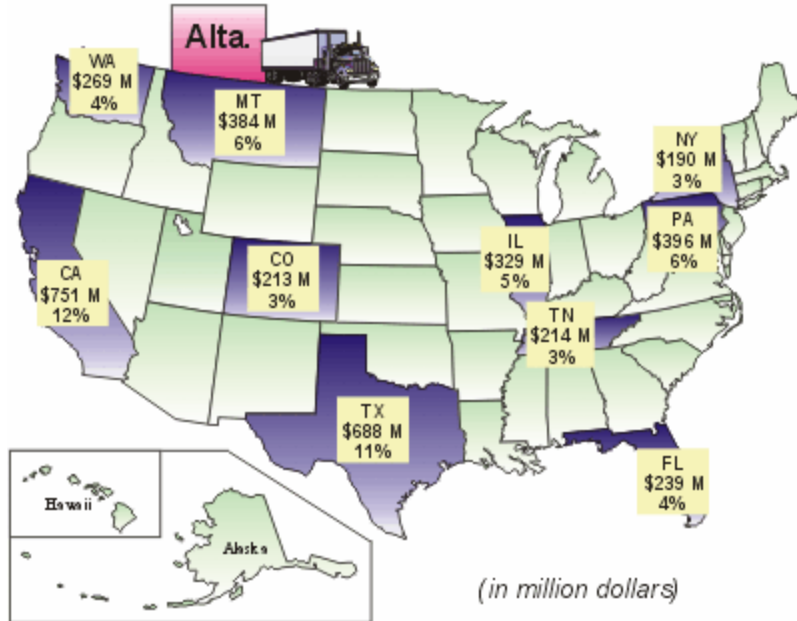 Alta.
WA
$269 M
4%
MT
$384 M
6%
NY
$190 M
3%
PA
$396 M
6%
IL
$329 M
5%
CO
$213 M
3%
CA
$751 M
12%
TN
$214 M
3%
TX
$688 M
11%
FL
$239 M
4%
Hawaii
Alaska
(in million dollars)